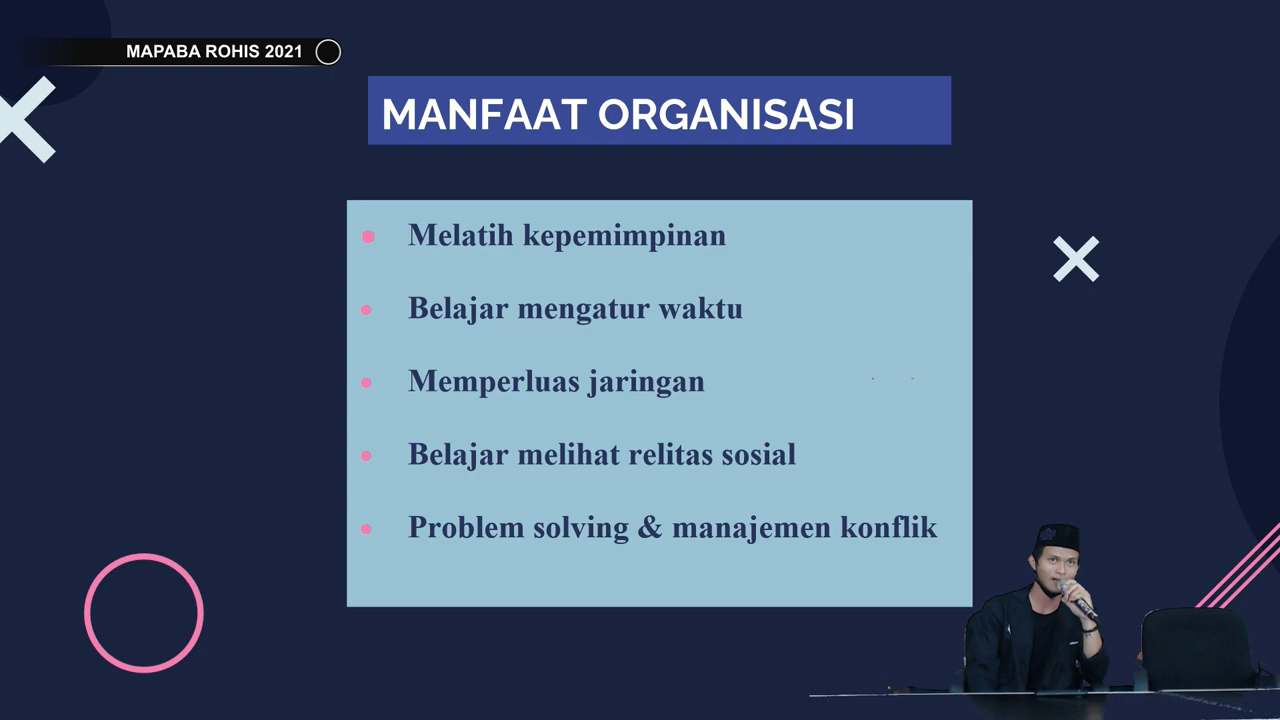 MAPABA ROHIS 2021
MANFAAT ORGANISASI
Melatih kepemimpinan
Belajar mengatur waktu
Memperluas jaringan
Belajar melihat relitas sosial
Problem solving & manajemen konflik